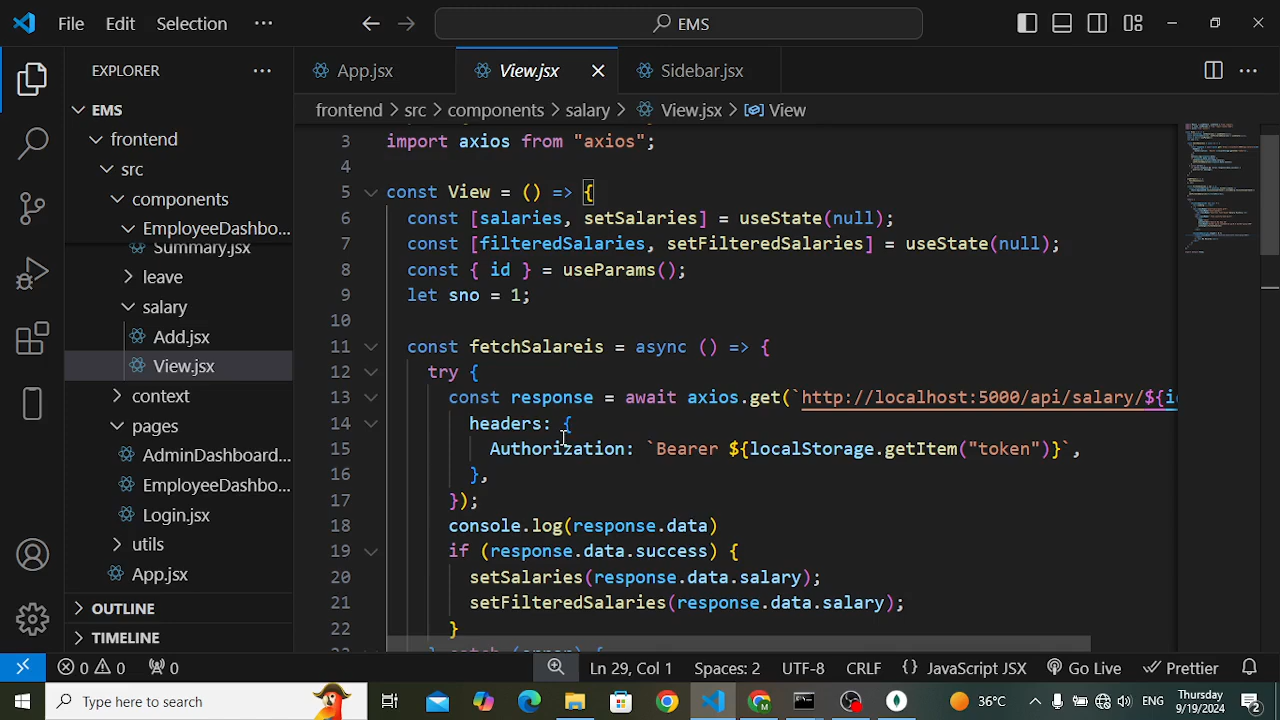 File Edit Selection ··· EMS
EXPLORER ···
App.jsx View.jsx Sidebar.jsx ···
frontend > src > components > salary > View.jsx > View
EMS
frontend
src
components
EmployeeDashbo...
Summary.jsx
leave
salary
Add.jsx
View.jsx
context
pages
AdminDashboard...
EmployeeDashbo...
Login.jsx
utils
App.jsx
OUTLINE
TIMELINE
3 import axios from "axios";
4
5 const View = () => {
6 const [salaries, setSalaries] = useState(null);
7 const [filteredSalaries, setFilteredSalaries] = useState(null);
8 const { id } = useParams();
9 let sno = 1;
10
11 const fetchSalareis = async () => {
12 try {
13 const response = await axios.get(`http://localhost:5000/api/salary/${i
14 headers: {
15 Authorization: `Bearer ${localStorage.getItem("token")}`,
16 },
17 });
18 console.log(response.data)
19 if (response.data.success) {
20 setSalaries(response.data.salary);
21 setFilteredSalaries(response.data.salary);
22 }
0 0 0 Ln 29, Col 1 Spaces: 2 UTF-8 CRLF {} JavaScript JSX Go Live Prettier
Type here to search 36°C ENG Thursday
9/19/2024 2